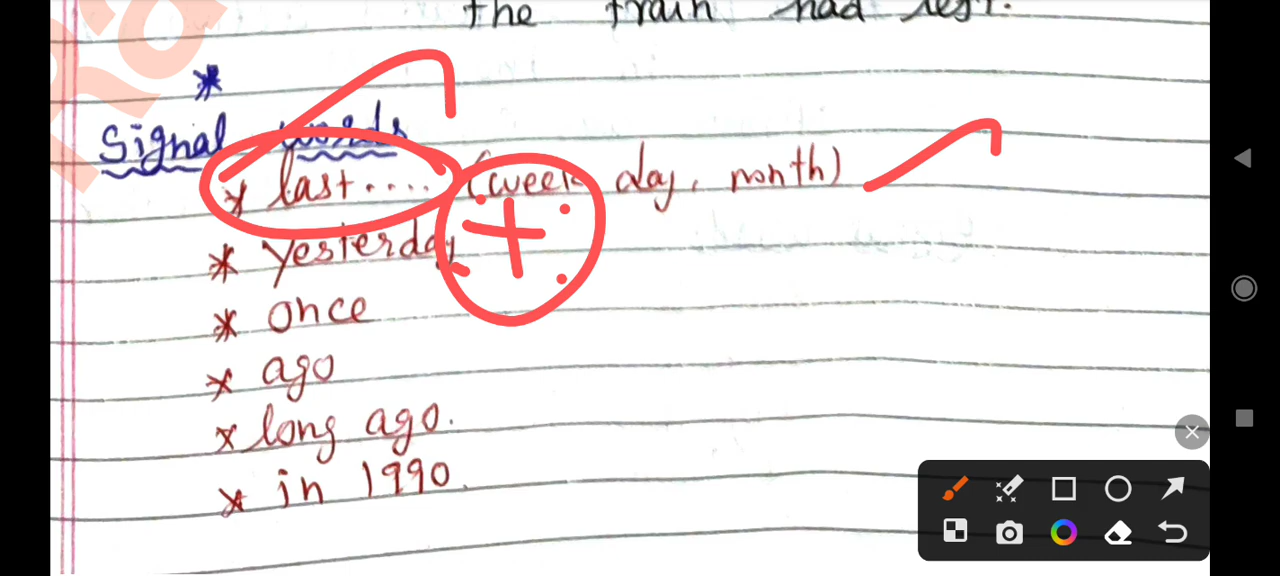 the train had left.
*
Signal words
* last.... (week day, month)
* Yesterday
* Once
* ago
* long ago.
* in 1990.